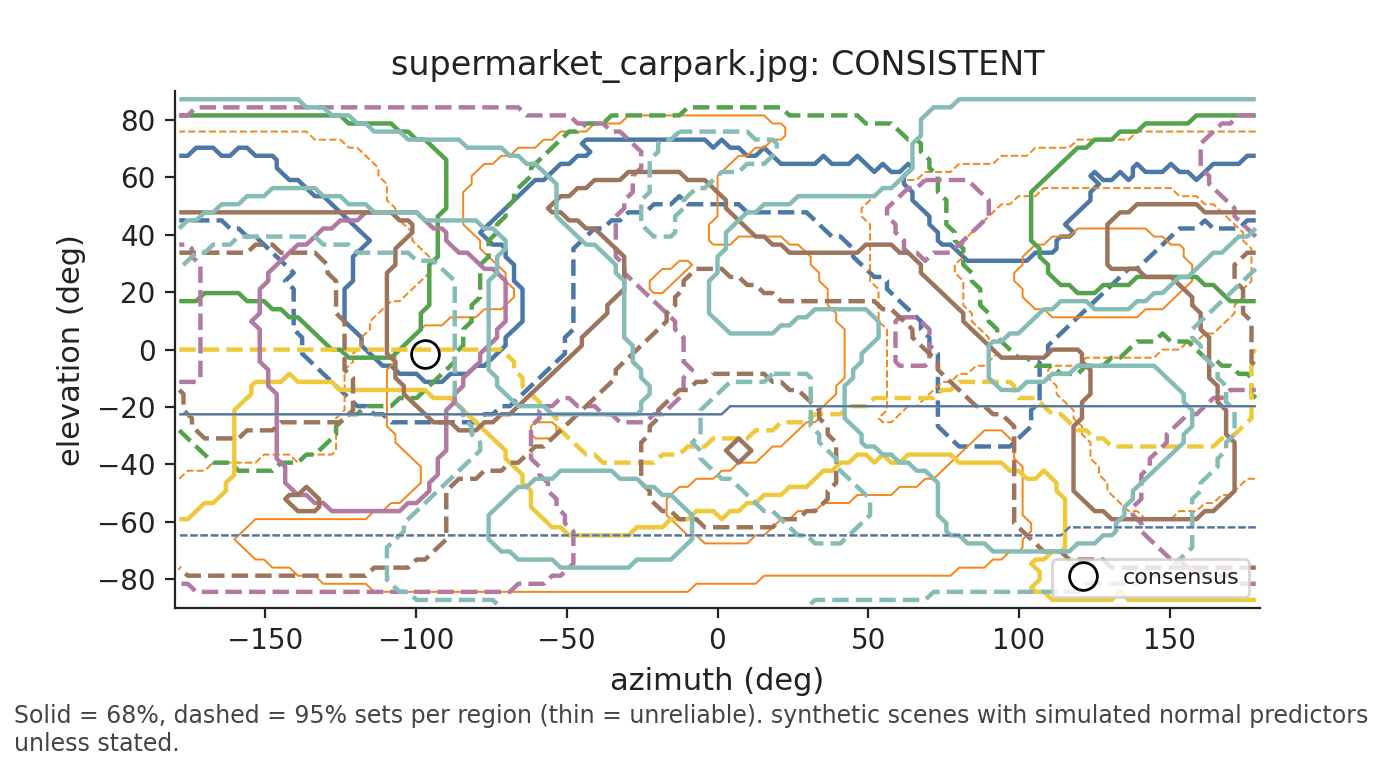 supermarket_carpark.jpg: CONSISTENT
elevation (deg)
80
60
40
20
0
−20
−40
−60
−80
−150
−100
−50
0
50
100
150
azimuth (deg)
consensus
Solid = 68%, dashed = 95% sets per region (thin = unreliable). synthetic scenes with simulated normal predictors
unless stated.